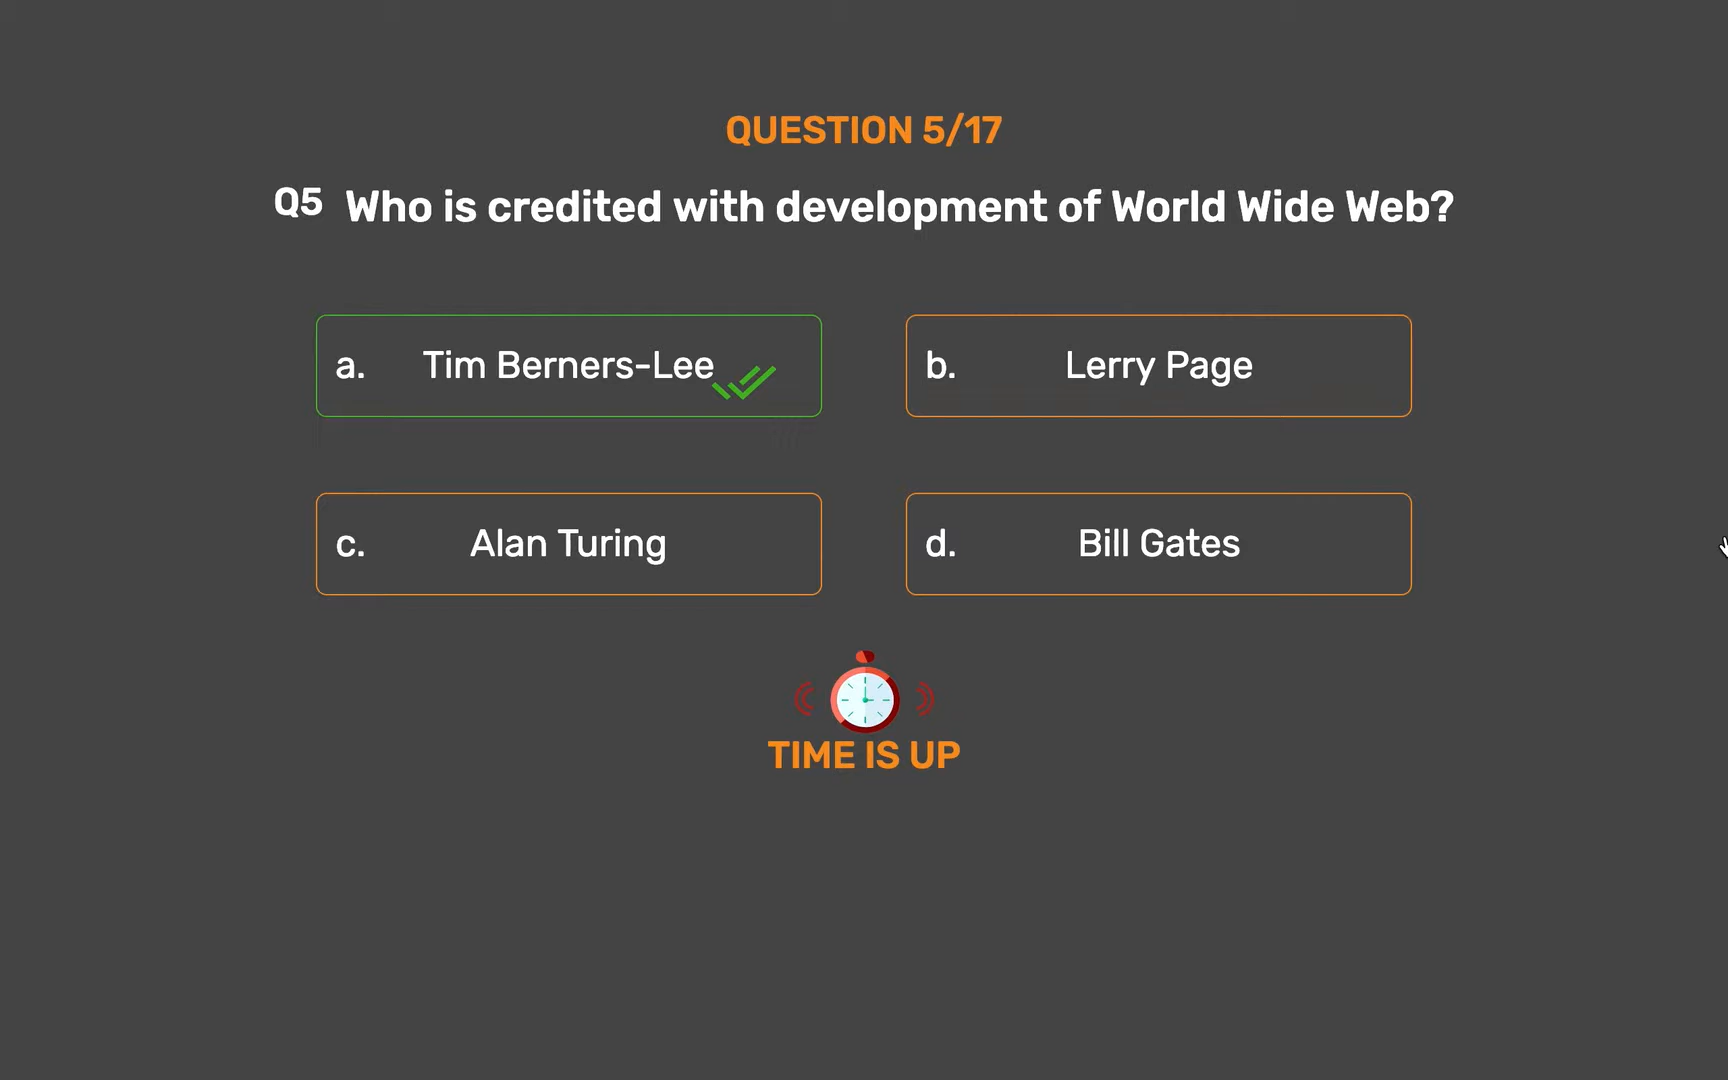 QUESTION 5/17
Q5 Who is credited with development of World Wide Web?
a. Tim Berners-Lee
b. Lerry Page
c. Alan Turing
d. Bill Gates
TIME IS UP